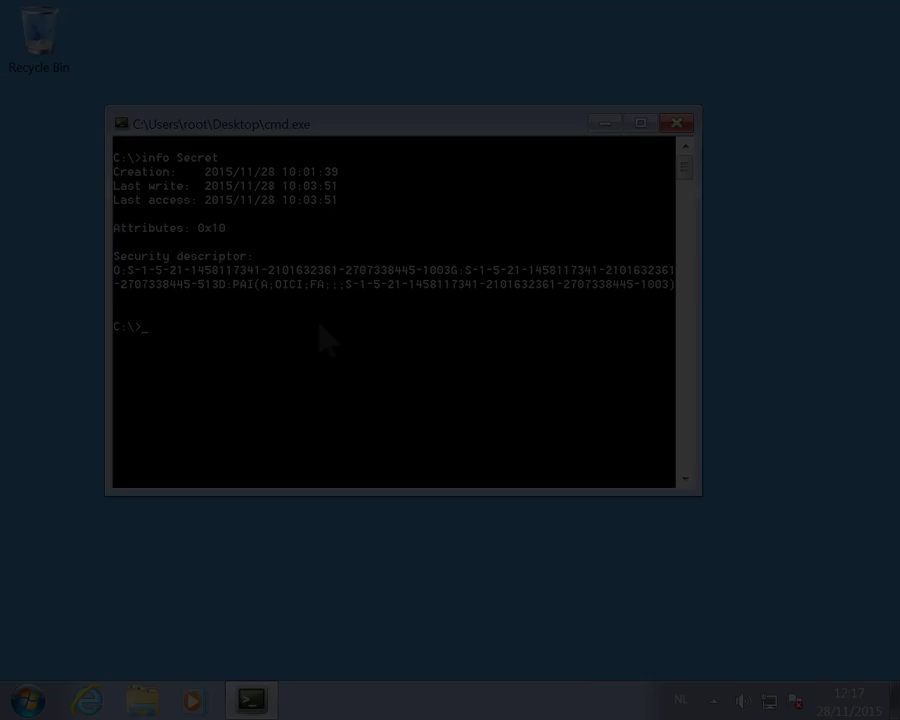 Recycle Bin
C:\Users\root\Desktop\cmd.exe
C:\>info Secret
Creation:    2015/11/28 10:01:39
Last write:  2015/11/28 10:03:51
Last access: 2015/11/28 10:03:51
Attributes: 0x10
Security descriptor:
O:S-1-5-21-1458117341-2101632361-2707338445-1003G:S-1-5-21-1458117341-2101632361
-2707338445-513D:PAI(A;OICI;FA;;;S-1-5-21-1458117341-2101632361-2707338445-1003)
C:\>_
NL
12:17
28/11/2015